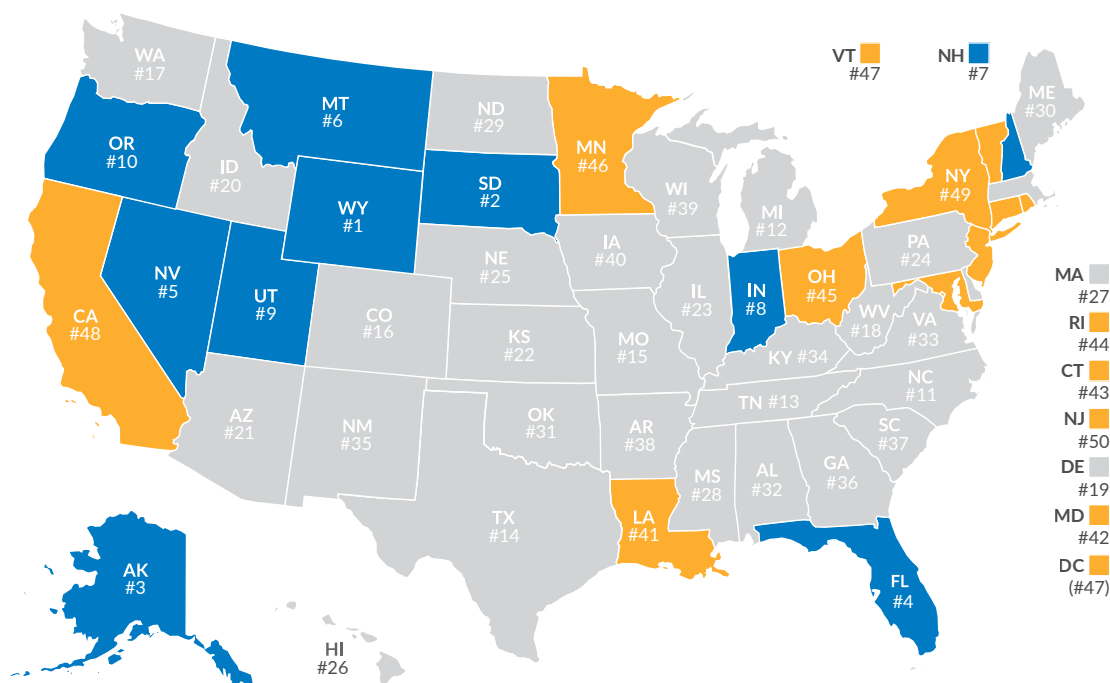 WA
#17
MT
#6
ND
#29
VT
#47
NH
#7
ME
#30
OR
#10
ID
#20
MN
#46
SD
#2
WI
#39
MI
#12
NY
#49
WY
#1
NV
#5
UT
#9
NE
#25
IA
#40
PA
#24
CA
#48
CO
#16
KS
#22
MO
#15
IL
#23
IN
#8
OH
#45
WV
#18
VA
#33
KY #34
MA
#27
RI
#44
CT
#43
NJ
#50
DE
#19
MD
#42
DC
(#47)
AZ
#21
NM
#35
OK
#31
AR
#38
TN #13
NC
#11
SC
#37
MS
#28
AL
#32
GA
#36
TX
#14
LA
#41
FL
#4
AK
#3
HI
#26